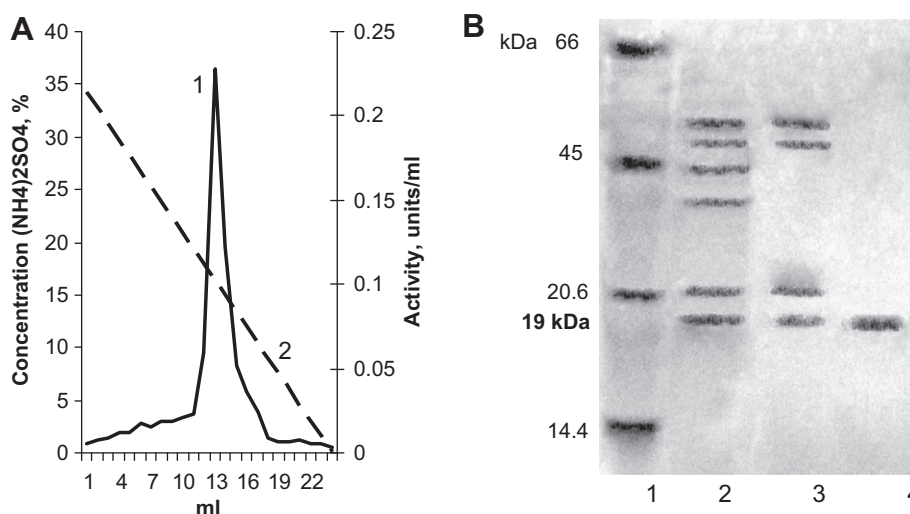 A
Concentration (NH4)2SO4, %
40
35
30
25
20
15
10
5
0
1
2
0.25
0.2
0.15
0.1
0.05
0
Activity, units/ml
1 4 7 10 13 16 19 22
ml
B
kDa 66
45
20.6
19 kDa
14.4
1 2 3 4